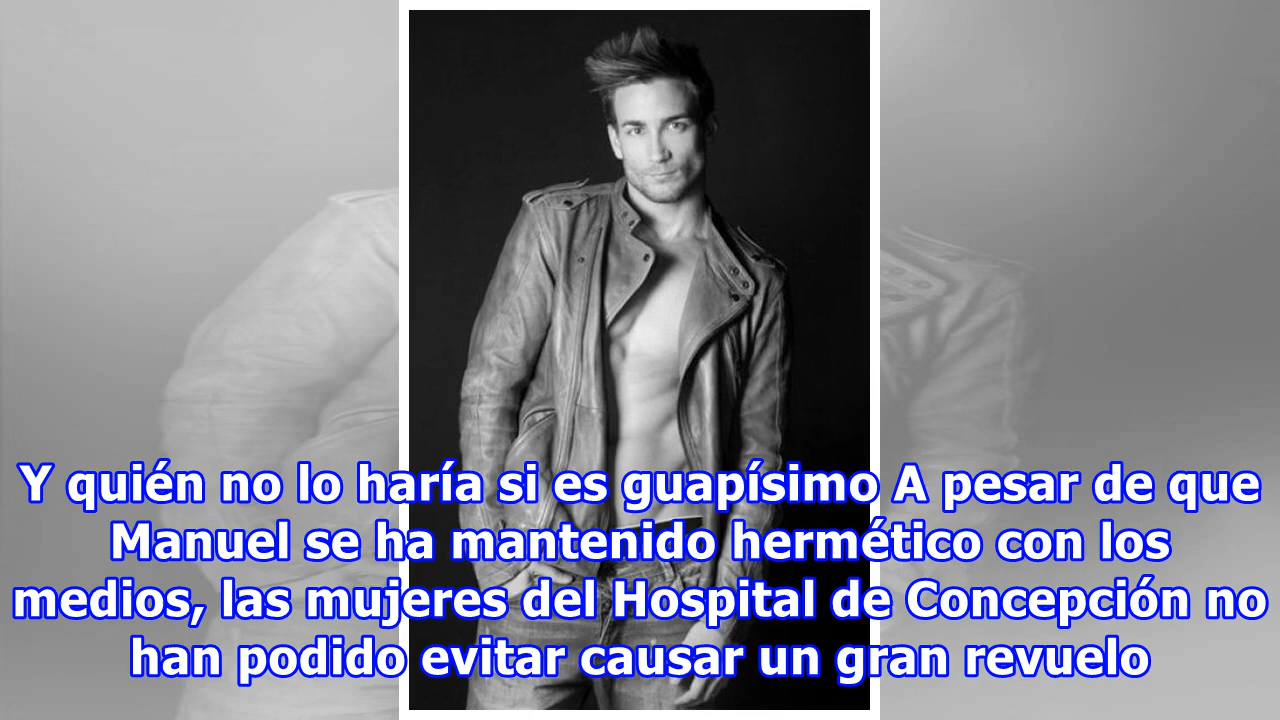 Y quién no lo haría si es guapísimo A pesar de que
Manuel se ha mantenido hermético con los
medios, las mujeres del Hospital de Concepción no
han podido evitar causar un gran revuelo